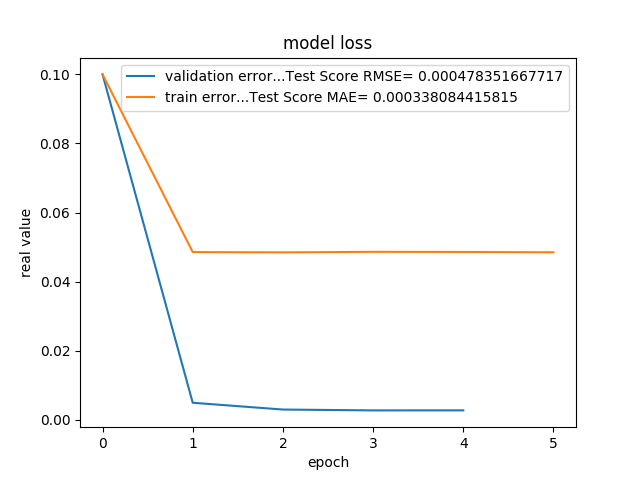 model loss
validation error...Test Score RMSE= 0.000478351667717
train error...Test Score MAE= 0.000338084415815
real value
0.10
0.08
0.06
0.04
0.02
0.00
0 1 2 3 4 5
epoch